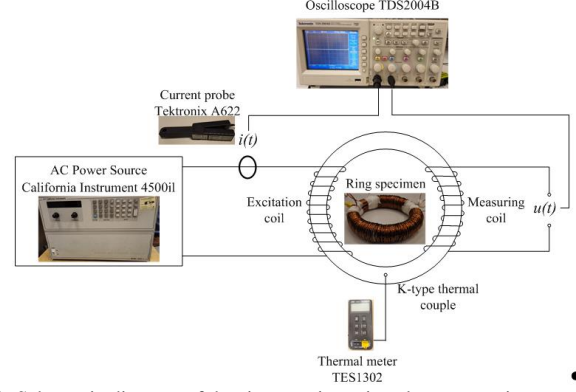 Oscilloscope TDS2004B
Current probe
Tektronix A622
i(t)
AC Power Source
California Instrument 4500il
Excitation
coil
Ring specimen
Measuring
coil
u(t)
K-type thermal
couple
Thermal meter
TES1302